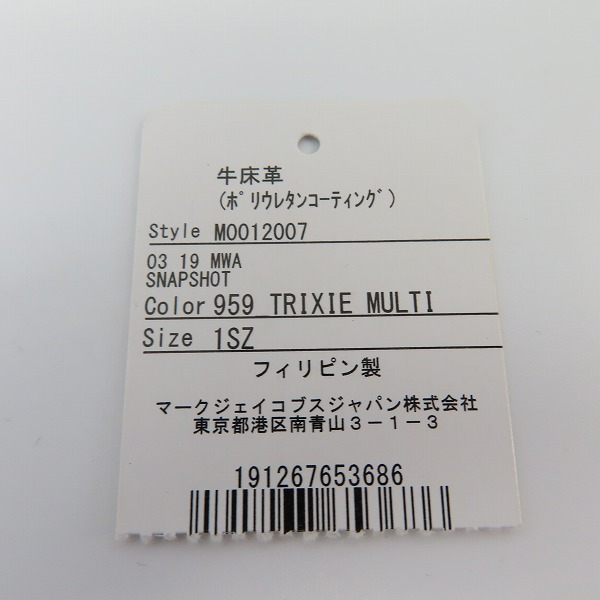 牛床革
(ﾎﾟﾘｳﾚﾀﾝｺｰﾃｨﾝｸﾞ)
Style M0012007
03 19 MWA
SNAPSHOT
Color 959 TRIXIE MULTI
Size 1SZ
フィリピン製
マークジェイコブスジャパン株式会社
東京都港区南青山３－１－３
191267653686